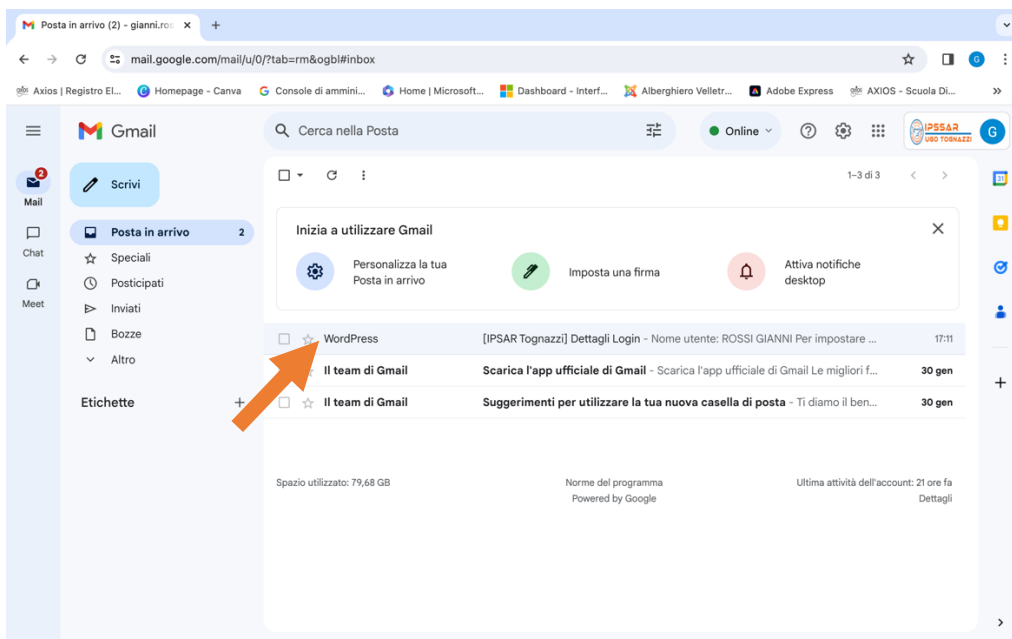 Posta in arrivo (2) - gianni.ros
mail.google.com/mail/u/0/?tab=rm&ogbl#inbox
G
Axios | Registro El...
Homepage - Canva
Console di ammini...
Home | Microsoft...
Dashboard - Interf...
Alberghiero Velletr...
Adobe Express
AXIOS - Scuola Di...
Gmail
Cerca nella Posta
Online
IPSSAR
UGO TOGNAZZI
G
2
Mail
Chat
Meet
Scrivi
Posta in arrivo 2
Speciali
Posticipati
Inviati
Bozze
Altro
Etichette
1–3 di 3
31
Inizia a utilizzare Gmail
Personalizza la tua
Posta in arrivo
Imposta una firma
Attiva notifiche
desktop
WordPress [IPSAR Tognazzi] Dettagli Login - Nome utente: ROSSI GIANNI Per impostare ... 17:11
Il team di Gmail Scarica l'app ufficiale di Gmail - Scarica l'app ufficiale di Gmail Le migliori f... 30 gen
Il team di Gmail Suggerimenti per utilizzare la tua nuova casella di posta - Ti diamo il ben... 30 gen
Spazio utilizzato: 79,68 GB
Norme del programma
Powered by Google
Ultima attività dell'account: 21 ore fa
Dettagli